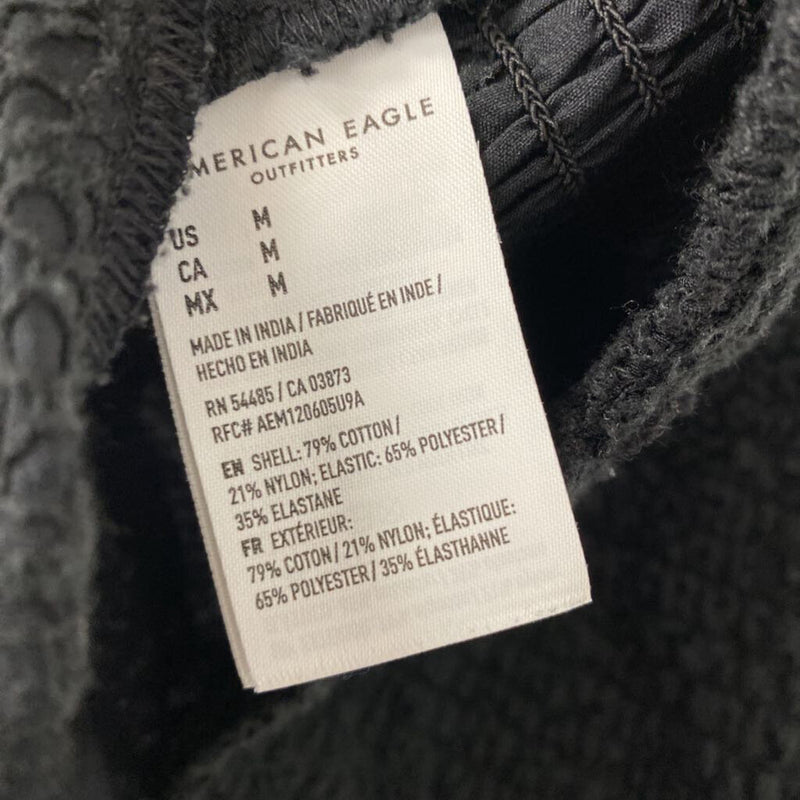 MERICAN EAGLE
OUTFITTERS
US M
CA M
MX M
MADE IN INDIA / FABRIQUÉ EN INDE /
HECHO EN INDIA
RN 54485 / CA 03873
RFC# AEM120605U9A
EN SHELL: 79% COTTON /
21% NYLON; ELASTIC: 65% POLYESTER /
35% ELASTANE
FR EXTÉRIEUR:
79% COTON / 21% NYLON; ÉLASTIQUE:
65% POLYESTER / 35% ÉLASTHANNE